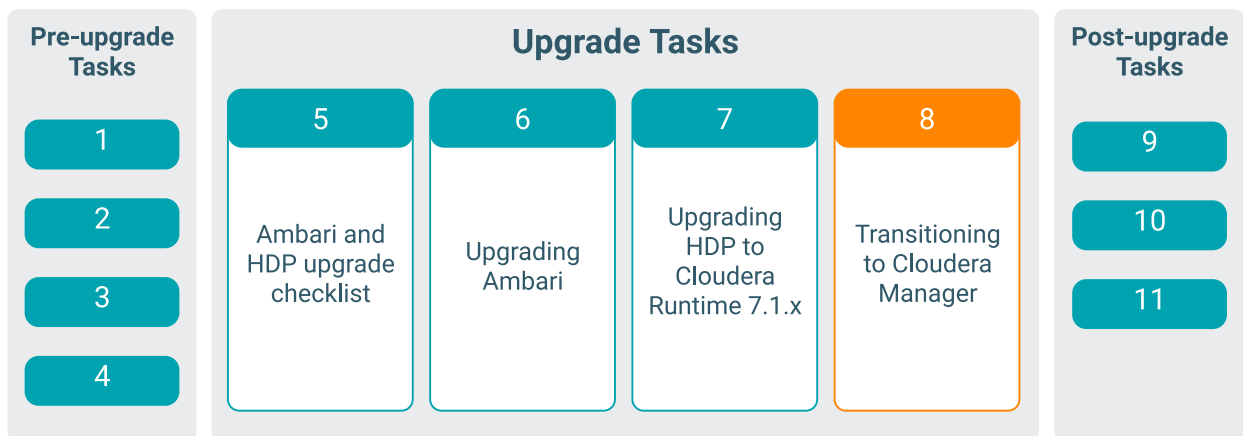 Pre-upgrade
Tasks
1
2
3
4
Upgrade Tasks
5
Ambari and
HDP upgrade
checklist
6
Upgrading
Ambari
7
Upgrading
HDP to
Cloudera
Runtime 7.1.x
8
Transitioning
to Cloudera
Manager
Post-upgrade
Tasks
9
10
11